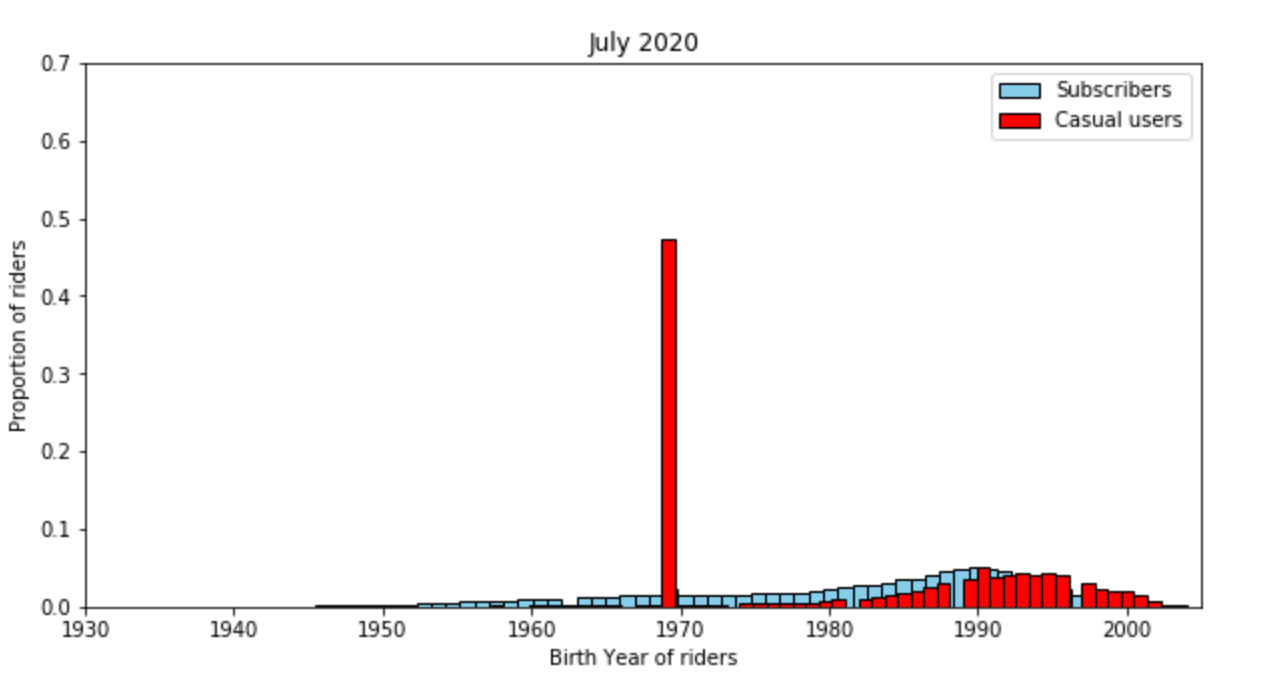 July 2020
0.7
0.6
0.5
0.4
0.3
0.2
0.1
0.0
Proportion of riders
Subscribers
Casual users
1930 1940 1950 1960 1970 1980 1990 2000
Birth Year of riders